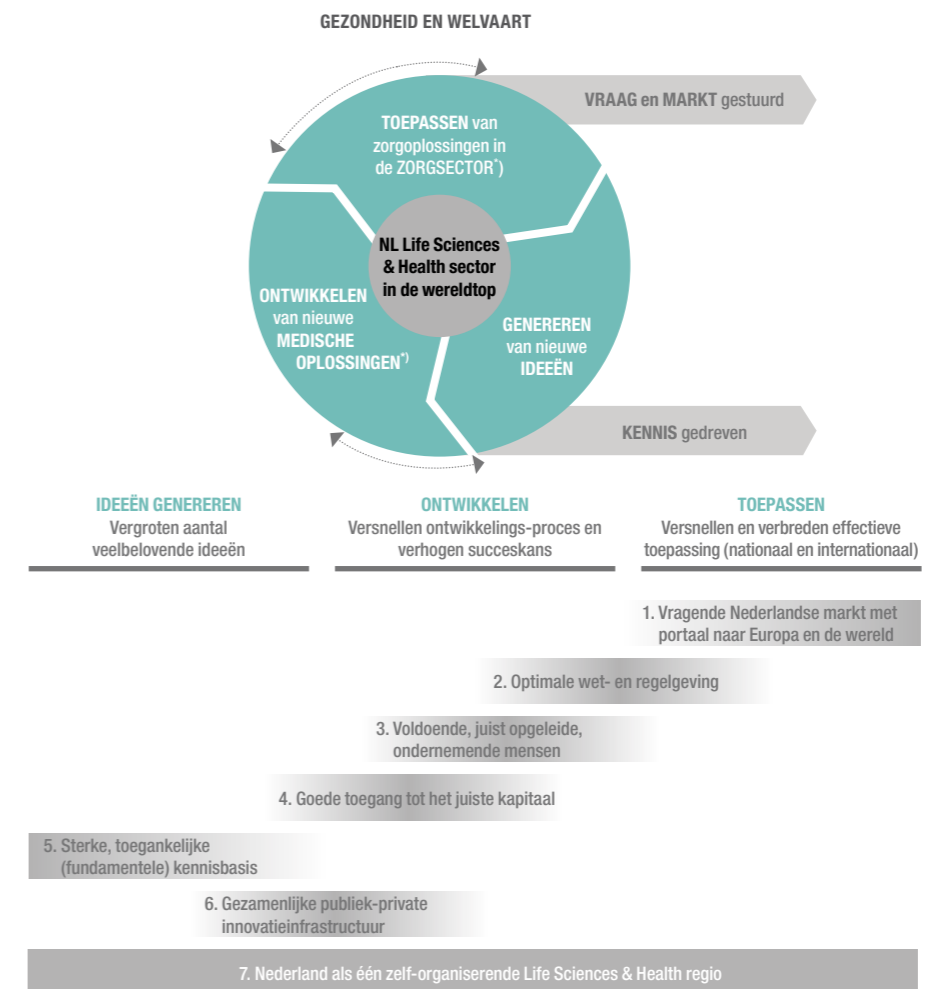 GEZONDHEID EN WELVAART
VRAAG en MARKT gestuurd
TOEPASSEN van
zorgoplossingen in
de ZORGSECTOR*)
NL Life Sciences
& Health sector
in de wereldtop
ONTWIKKELEN
van nieuwe
MEDISCHE
OPLOSSINGEN*)
GENEREREN
van nieuwe
IDEEËN
KENNIS gedreven
IDEEËN GENEREREN
Vergroten aantal
veelbelovende ideeën
ONTWIKKELEN
Versnellen ontwikkelings-proces en
verhogen succeskans
TOEPASSEN
Versnellen en verbreden effectieve
toepassing (nationaal en internationaal)
1. Vragende Nederlandse markt met
portaal naar Europa en de wereld
2. Optimale wet- en regelgeving
3. Voldoende, juist opgeleide,
ondernemende mensen
4. Goede toegang tot het juiste kapitaal
5. Sterke, toegankelijke
(fundamentele) kennisbasis
6. Gezamenlijke publiek-private
innovatieinfrastructuur
7. Nederland als één zelf-organiserende Life Sciences & Health regio